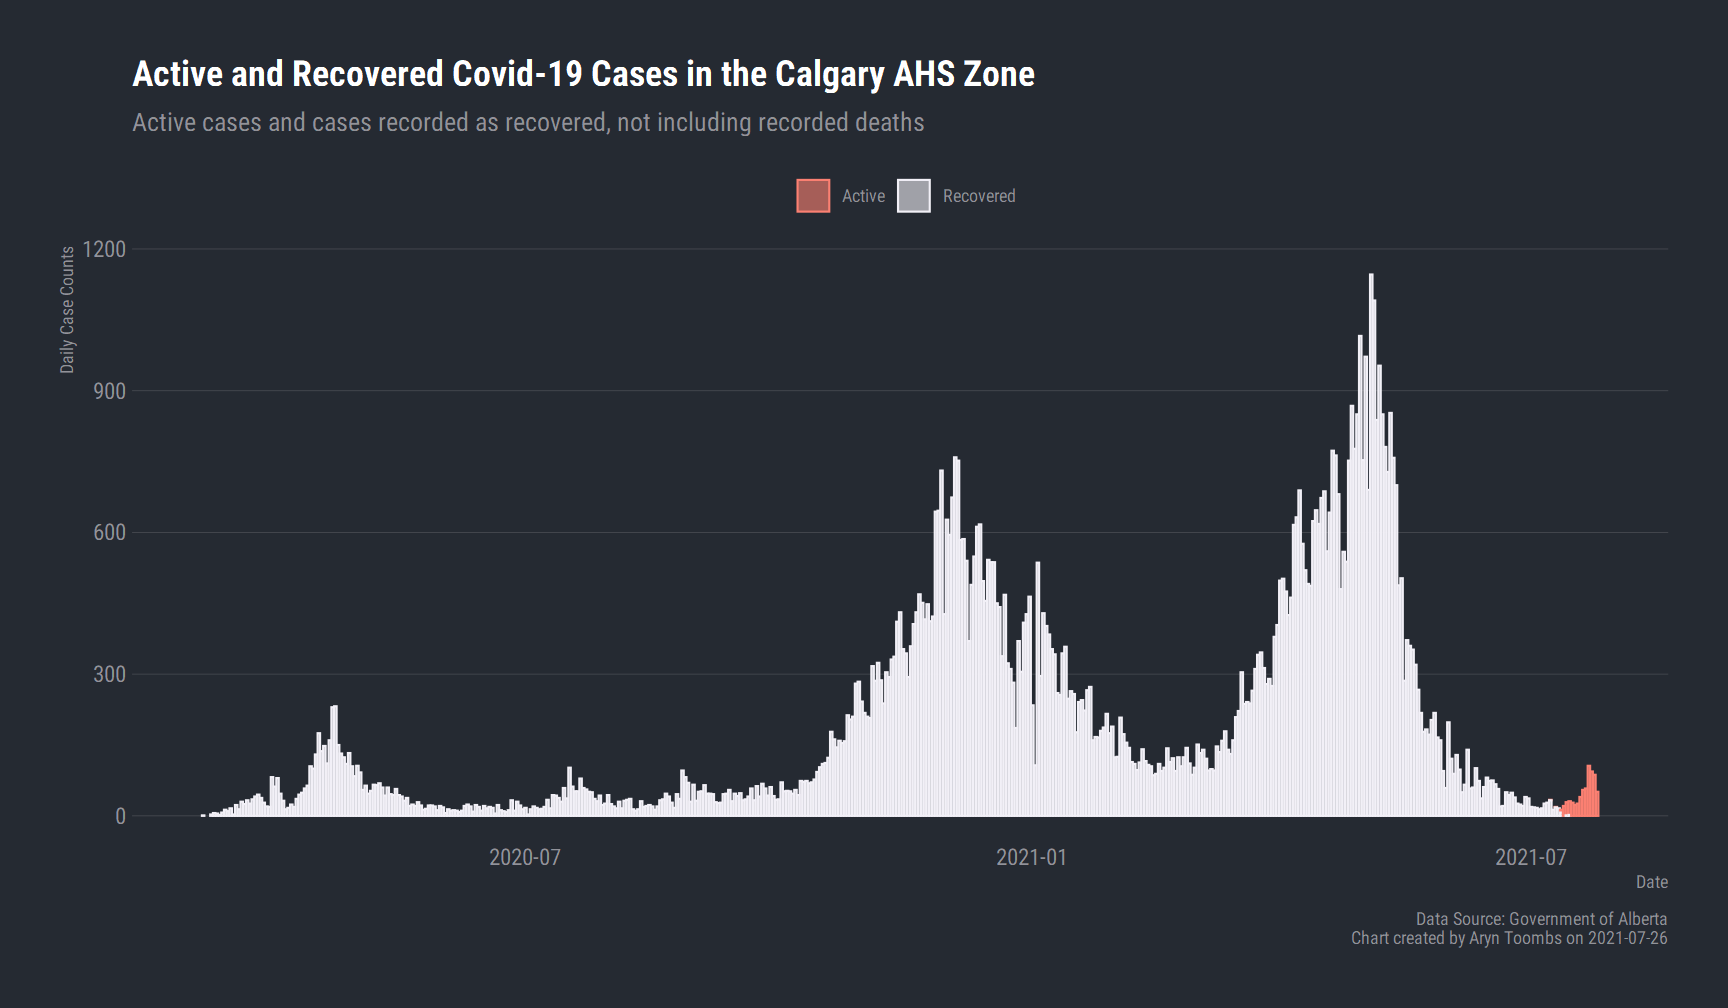 Active and Recovered Covid-19 Cases in the Calgary AHS Zone
Active cases and cases recorded as recovered, not including recorded deaths
Active
Recovered
Daily Case Counts
1200
900
600
300
0
2020-07
2021-01
2021-07
Date
Data Source: Government of Alberta
Chart created by Aryn Toombs on 2021-07-26